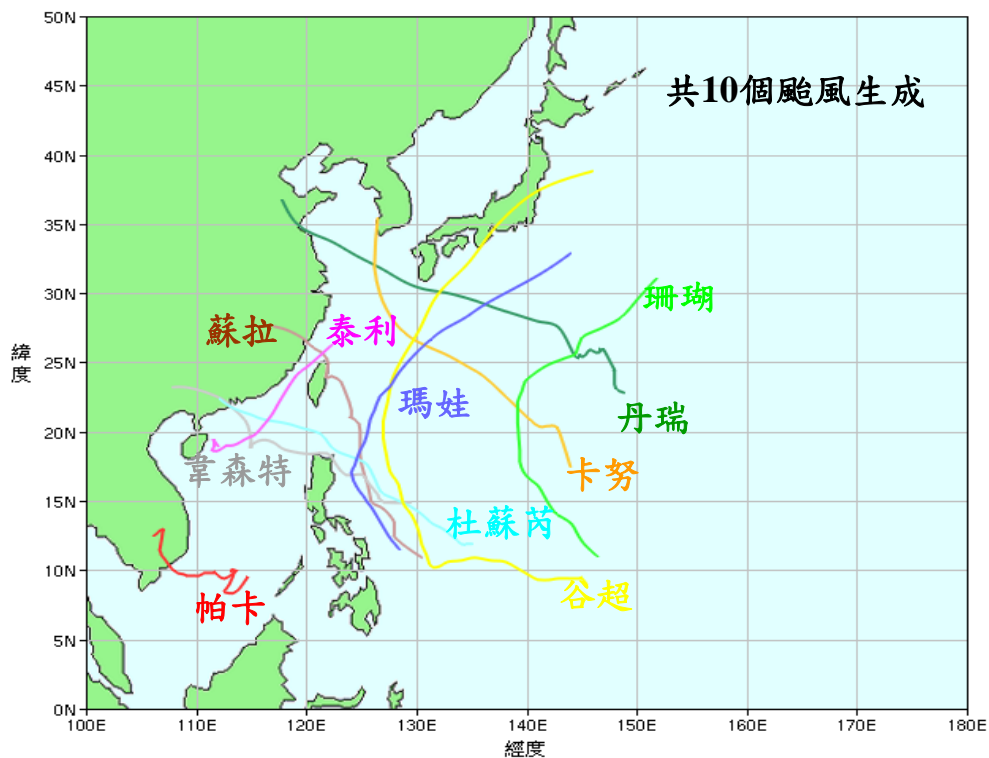 50N
45N
共10個颱風生成
40N
35N
30N
珊瑚
蘇拉
泰利
緯度
25N
瑪娃
丹瑞
20N
韋森特
卡努
15N
杜蘇芮
10N
帕卡
谷超
5N
0N
100E 110E 120E 130E 140E 150E 160E 170E 180E
經度